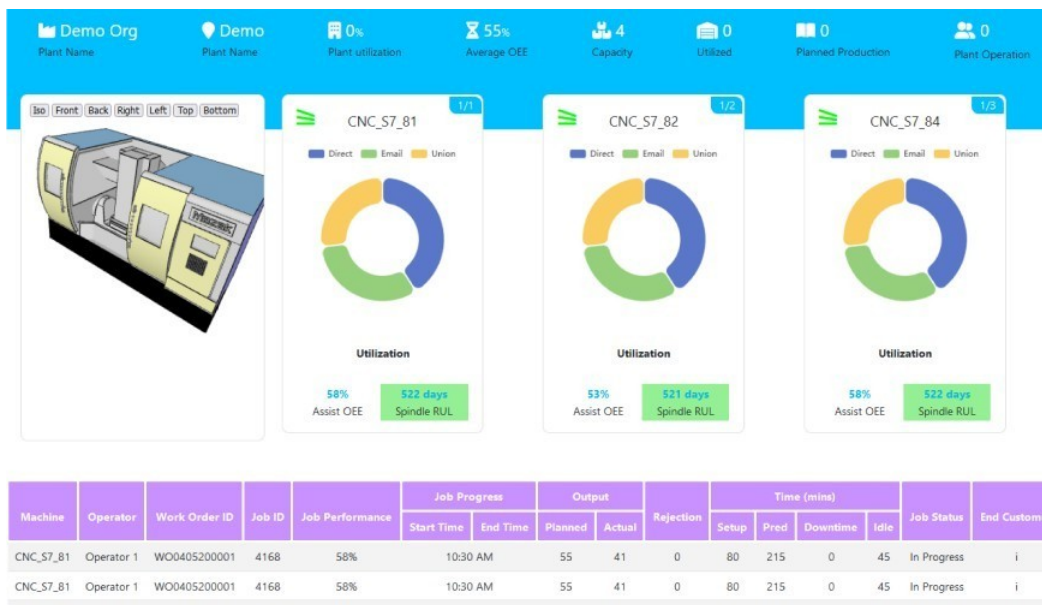 Demo Org
Plant Name
Demo
Plant Name
0%
Plant utilization
55%
Average OEE
4
Capacity
0
Utilized
0
Planned Production
0
Plant Operation
Iso Front Back Right Left Top Bottom
1/1
CNC_S7_81
Direct Email Union
Utilization
58%
Assist OEE
522 days
Spindle RUL
1/2
CNC_S7_82
Direct Email Union
Utilization
53%
Assist OEE
521 days
Spindle RUL
1/3
CNC_S7_84
Direct Email Union
Utilization
58%
Assist OEE
522 days
Spindle RUL
Job Progress Output Time (mins)
Machine Operator Work Order ID Job ID Job Performance Rejection Job Status End Custom
Start Time End Time Planned Actual Setup Pred Downtime Idle
CNC_S7_81 Operator 1 WO0405200001 4168 58% 10:30 AM 55 41 0 80 215 0 45 In Progress i
CNC_S7_81 Operator 1 WO0405200001 4168 58% 10:30 AM 55 41 0 80 215 0 45 In Progress i